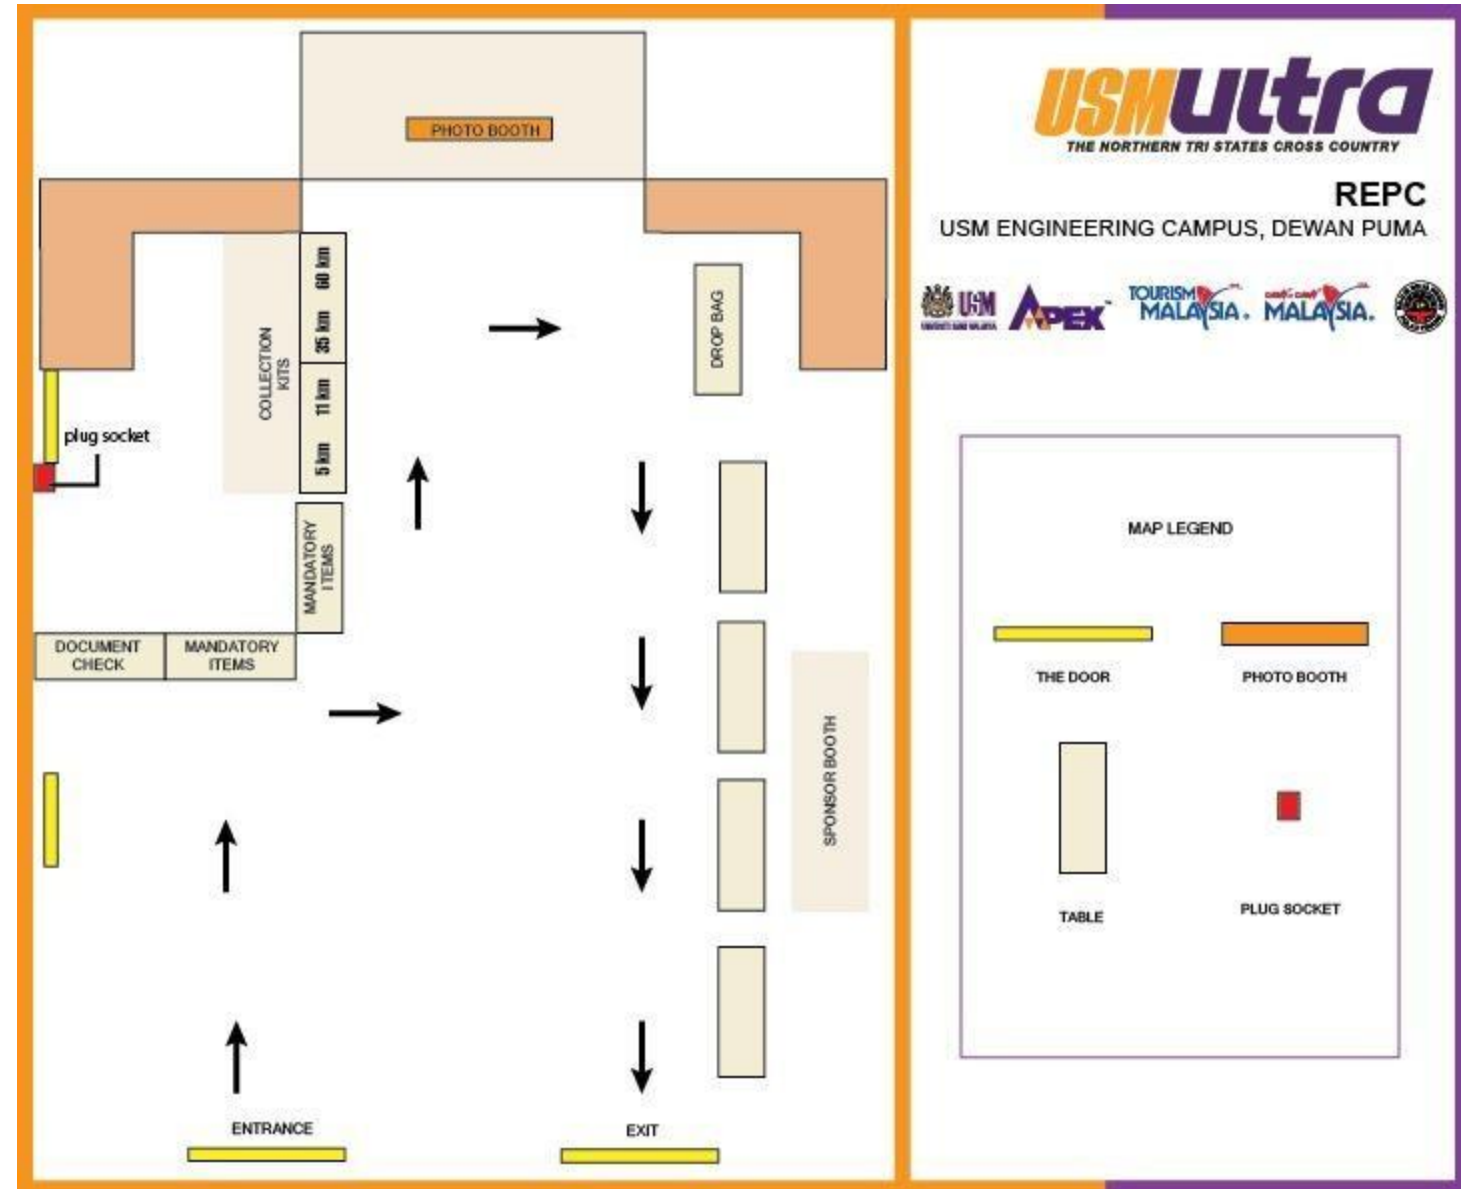 PHOTO BOOTH
60 km
35 km
11 km
5 km
COLLECTION
KITS
DROP BAG
plug socket
MANDATORY
ITEMS
DOCUMENT
CHECK
MANDATORY
ITEMS
SPONSOR BOOTH
ENTRANCE
EXIT
USMultra
THE NORTHERN TRI STATES CROSS COUNTRY
REPC
USM ENGINEERING CAMPUS, DEWAN PUMA
USM
APEX™
TOURISM
MALAYSIA.
MALAYSIA.
MAP LEGEND
THE DOOR
PHOTO BOOTH
TABLE
PLUG SOCKET